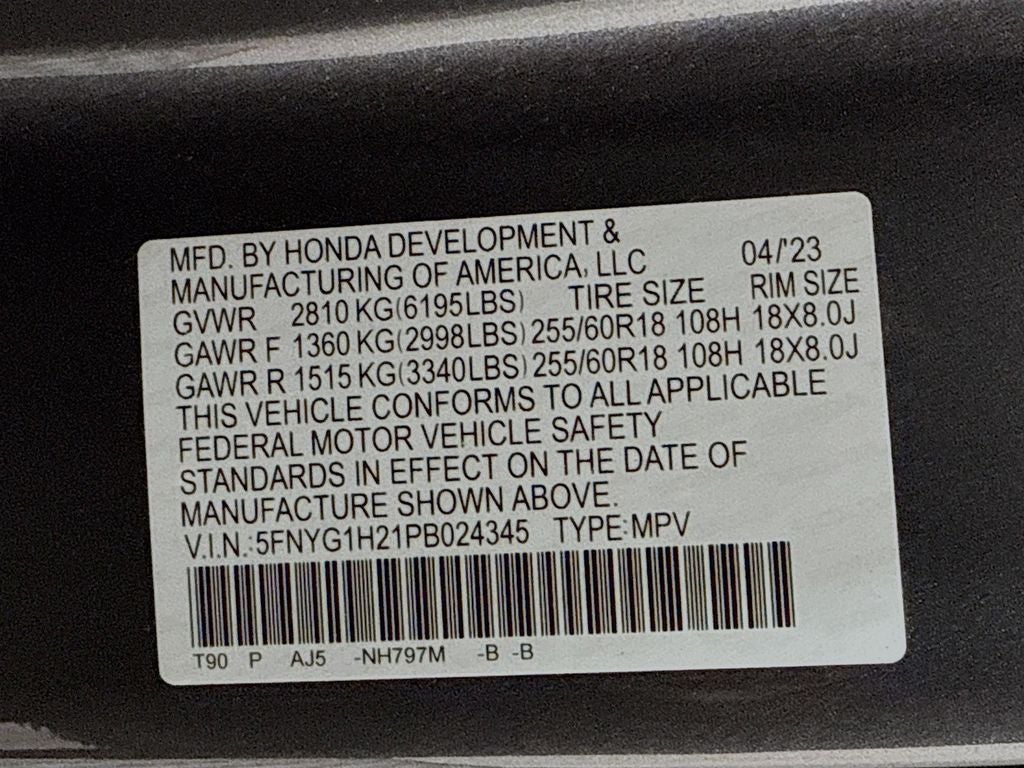 MFD. BY HONDA DEVELOPMENT &
MANUFACTURING OF AMERICA, LLC 04/'23
GVWR 2810 KG(6195LBS) TIRE SIZE RIM SIZE
GAWR F 1360 KG(2998LBS) 255/60R18 108H 18X8.0J
GAWR R 1515 KG(3340LBS) 255/60R18 108H 18X8.0J
THIS VEHICLE CONFORMS TO ALL APPLICABLE
FEDERAL MOTOR VEHICLE SAFETY
STANDARDS IN EFFECT ON THE DATE OF
MANUFACTURE SHOWN ABOVE.
V.I.N.:5FNYG1H21PB024345 TYPE:MPV
T90 P AJ5 -NH797M -B -B